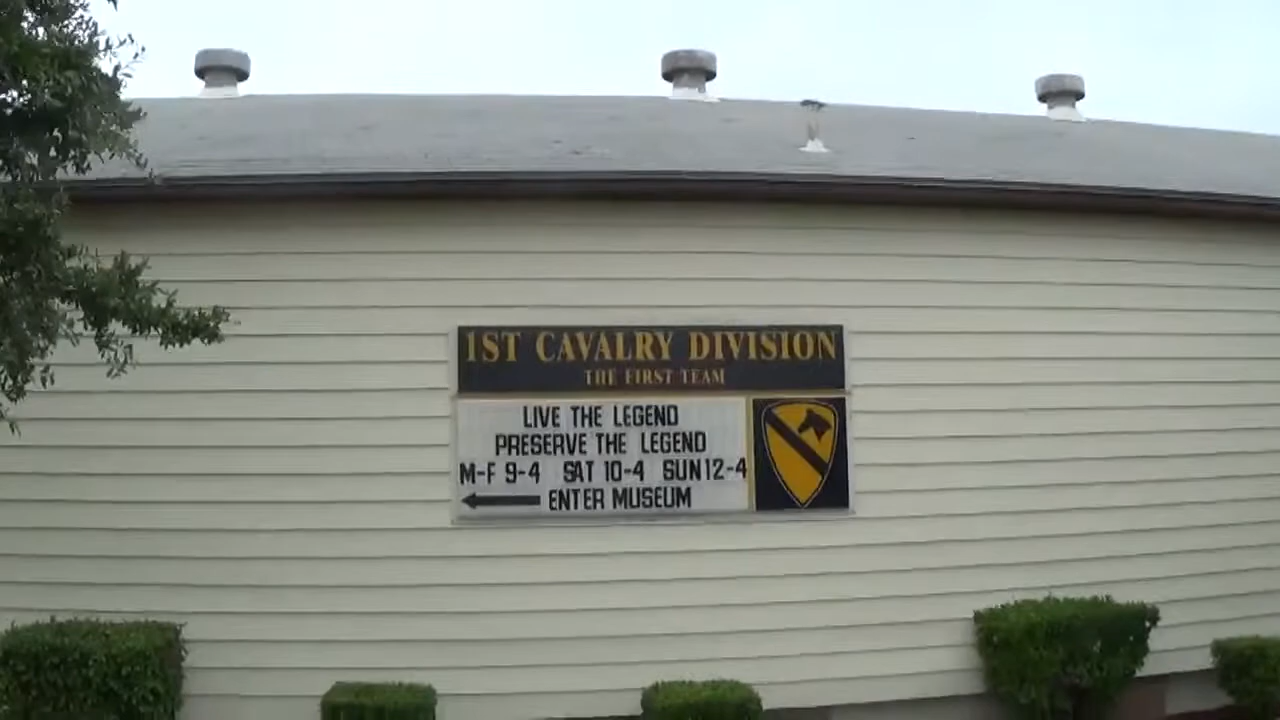 1ST CAVALRY DIVISION
THE FIRST TEAM
LIVE THE LEGEND
PRESERVE THE LEGEND
M-F 9-4 SAT 10-4 SUN 12-4
ENTER MUSEUM